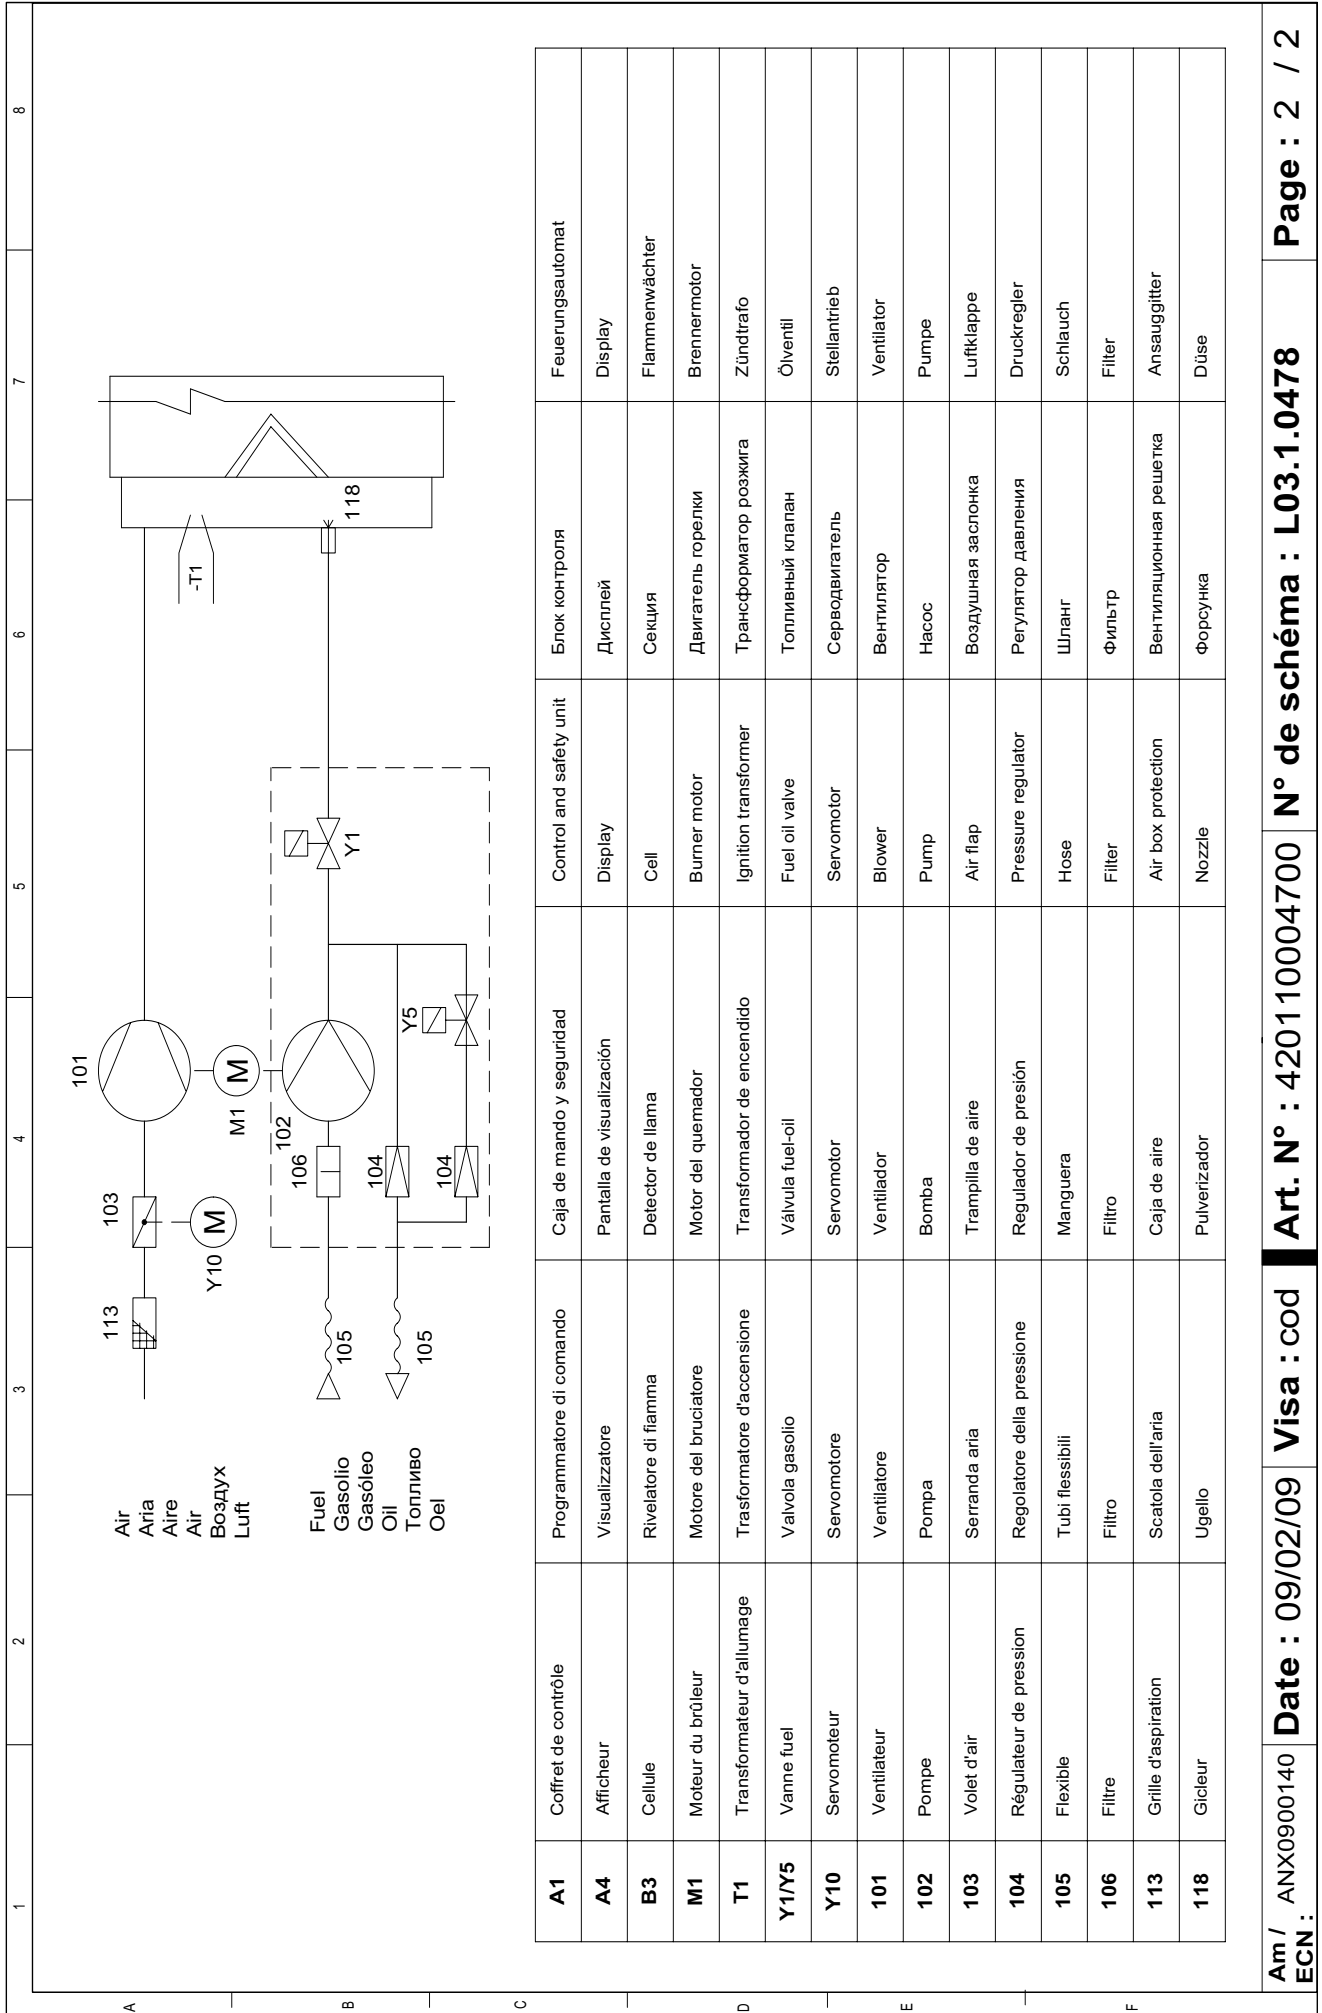 1 2 3 4 5 6 7 8
A
B
C
D
E
F
Air
Aria
Aire
Air
Воздух
Luft
Fuel
Gasolio
Gasóleo
Oil
Топливо
Oel
113
103
101
Y10
M
M1
M
102
106
104
104
105
105
Y5
Y1
-T1
118
A1 Coffret de contrôle Programmatore di comando Caja de mando y seguridad Control and safety unit Блок контроля Feuerungsautomat
A4 Afficheur Visualizzatore Pantalla de visualización Display Дисплей Display
B3 Cellule Rivelatore di fiamma Detector de llama Cell Секция Flammenwächter
M1 Moteur du brûleur Motore del bruciatore Motor del quemador Burner motor Двигатель горелки Brennermotor
T1 Transformateur d'allumage Trasformatore d'accensione Transformador de encendido Ignition transformer Трансформатор розжига Zündtrafo
Y1/Y5 Vanne fuel Valvola gasolio Válvula fuel-oil Fuel oil valve Топливный клапан Ölventil
Y10 Servomoteur Servomotore Servomotor Servomotor Серводвигатель Stellantrieb
101 Ventilateur Ventilatore Ventilador Blower Вентилятор Ventilator
102 Pompe Pompa Bomba Pump Насос Pumpe
103 Volet d'air Serranda aria Trampilla de aire Air flap Воздушная заслонка Luftklappe
104 Régulateur de pression Regolatore della pressione Regulador de presión Pressure regulator Регулятор давления Druckregler
105 Flexible Tubi flessibili Manguera Hose Шланг Schlauch
106 Filtre Filtro Filtro Filter Фильтр Filter
113 Grille d'aspiration Scatola dell'aria Caja de aire Air box protection Вентиляционная решетка Ansauggitter
118 Gicleur Ugello Pulverizador Nozzle Форсунка Düse
Am / ECN : ANX0900140 Date : 09/02/09 Visa : cod Art. N° : 420110004700 N° de schéma : L03.1.0478 Page : 2 / 2